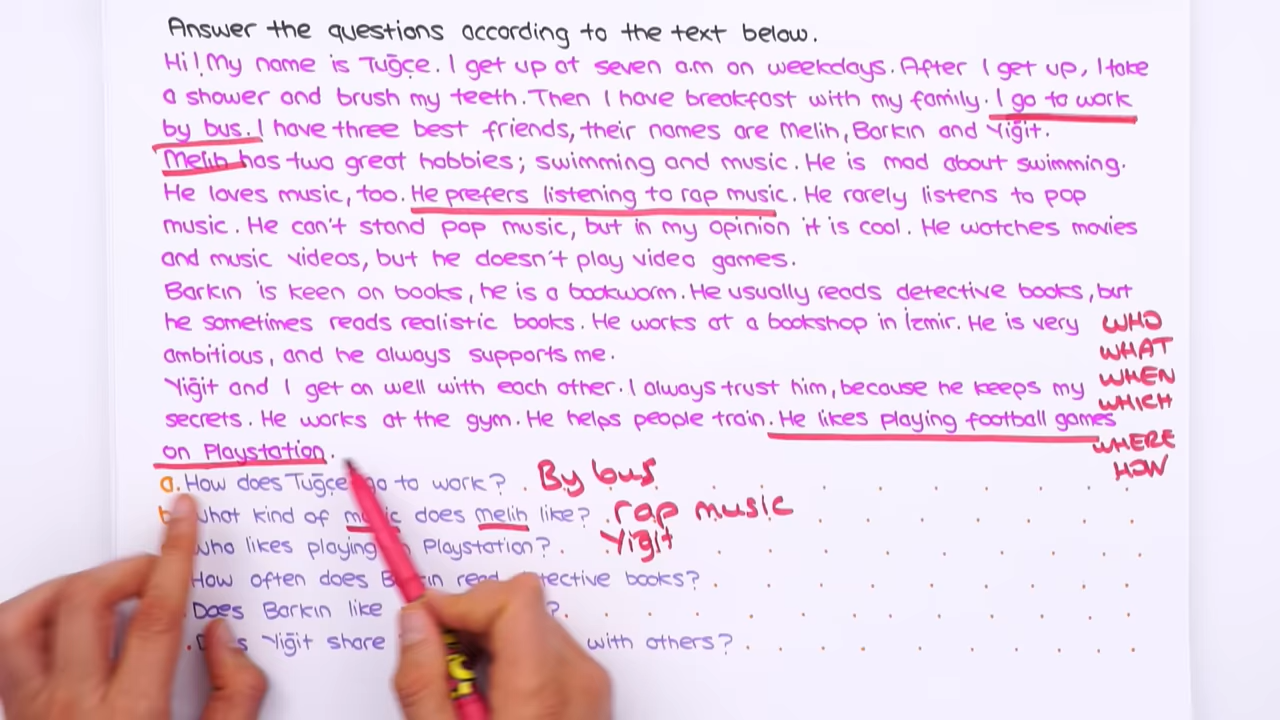 Answer the questions according to the text below.
Hi! My name is Tuğçe. I get up at seven a.m on weekdays. After I get up, I take
a shower and brush my teeth. Then I have breakfast with my family. I go to work
by bus. I have three best friends, their names are Melih, Barkın and Yiğit.
Melih has two great hobbies; swimming and music. He is mad about swimming.
He loves music, too. He prefers listening to rap music. He rarely listens to pop
music. He can't stand pop music, but in my opinion it is cool. He watches movies
and music videos, but he doesn't play video games.
Barkın is keen on books, he is a bookworm. He usually reads detective books, but
he sometimes reads realistic books. He works at a bookshop in İzmir. He is very
ambitious, and he always supports me.
Yiğit and I get on well with each other. I always trust him, because he keeps my
secrets. He works at the gym. He helps people train. He likes playing football games
on Playstation.
WHO
WHAT
WHEN
WHICH
WHERE
HOW
a. How does Tuğçe go to work? By bus
What kind of music does melih like? rap music
Who likes playing Playstation? Yiğit
How often does Barkın read detective books?
Does Barkın like ?
Yiğit share with others?